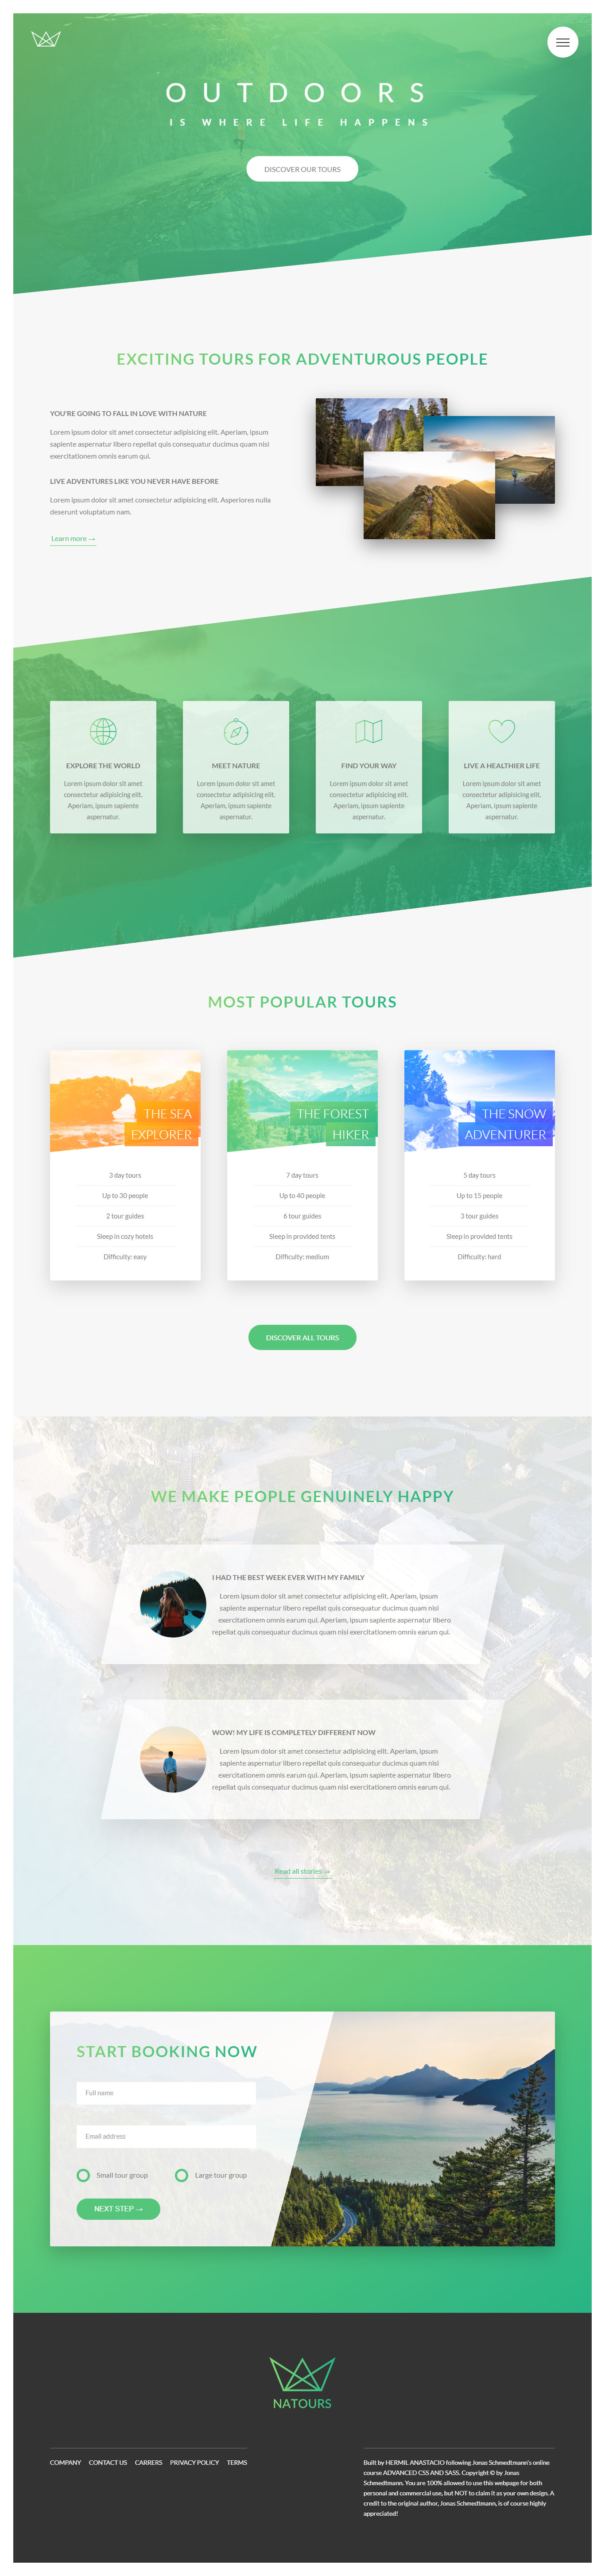 OUTDOORS
IS WHERE LIFE HAPPENS
DISCOVER OUR TOURS
EXCITING TOURS FOR ADVENTUROUS PEOPLE
YOU'RE GOING TO FALL IN LOVE WITH NATURE
Lorem ipsum dolor sit amet consectetur adipisicing elit. Aperiam, ipsum
sapiente aspernatur libero repellat quis consequatur ducimus quam nisi
exercitationem omnis earum qui.
LIVE ADVENTURES LIKE YOU NEVER HAVE BEFORE
Lorem ipsum dolor sit amet consectetur adipisicing elit. Asperiores nulla
deserunt voluptatum nam.
Learn more →
EXPLORE THE WORLD
Lorem ipsum dolor sit amet
consectetur adipisicing elit.
Aperiam, ipsum sapiente
aspernatur.
MEET NATURE
Lorem ipsum dolor sit amet
consectetur adipisicing elit.
Aperiam, ipsum sapiente
aspernatur.
FIND YOUR WAY
Lorem ipsum dolor sit amet
consectetur adipisicing elit.
Aperiam, ipsum sapiente
aspernatur.
LIVE A HEALTHIER LIFE
Lorem ipsum dolor sit amet
consectetur adipisicing elit.
Aperiam, ipsum sapiente
aspernatur.
MOST POPULAR TOURS
THE SEA
EXPLORER
3 day tours
Up to 30 people
2 tour guides
Sleep in cozy hotels
Difficulty: easy
THE FOREST
HIKER
7 day tours
Up to 40 people
6 tour guides
Sleep in provided tents
Difficulty: medium
THE SNOW
ADVENTURER
5 day tours
Up to 15 people
3 tour guides
Sleep in provided tents
Difficulty: hard
DISCOVER ALL TOURS
WE MAKE PEOPLE GENUINELY HAPPY
I HAD THE BEST WEEK EVER WITH MY FAMILY
Lorem ipsum dolor sit amet consectetur adipisicing elit. Aperiam, ipsum
sapiente aspernatur libero repellat quis consequatur ducimus quam nisi
exercitationem omnis earum qui. Aperiam, ipsum sapiente aspernatur libero
repellat quis consequatur ducimus quam nisi exercitationem omnis earum qui.
WOW! MY LIFE IS COMPLETELY DIFFERENT NOW
Lorem ipsum dolor sit amet consectetur adipisicing elit. Aperiam, ipsum
sapiente aspernatur libero repellat quis consequatur ducimus quam nisi
exercitationem omnis earum qui. Aperiam, ipsum sapiente aspernatur libero
repellat quis consequatur ducimus quam nisi exercitationem omnis earum qui.
Read all stories →
START BOOKING NOW
Full name
Email address
Small tour group
Large tour group
NEXT STEP →
NATOURS
COMPANY CONTACT US CARRERS PRIVACY POLICY TERMS
Built by HERMIL ANASTACIO following Jonas Schmedtmann's online
course ADVANCED CSS AND SASS. Copyright © by Jonas
Schmedtmann. You are 100% allowed to use this webpage for both
personal and commercial use, but NOT to claim it as your own design. A
credit to the original author, Jonas Schmedtmann, is of course highly
appreciated!